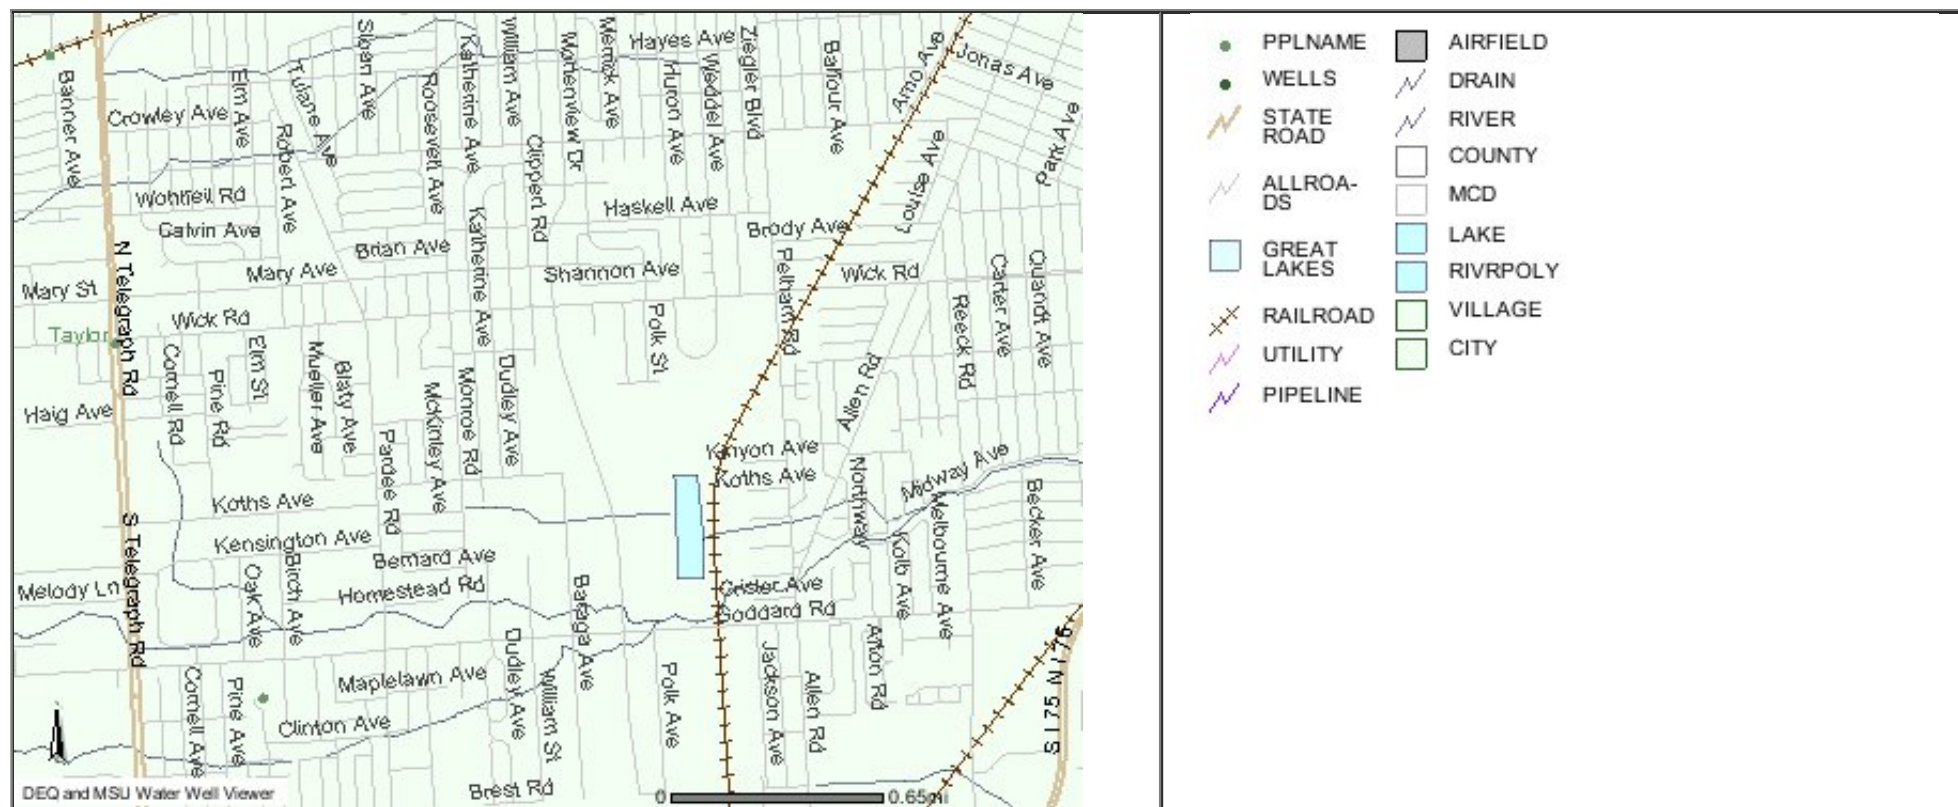 Hayes Ave
Banner Ave
Crowley Ave
Elm Ave
Tulane Ave
Sloan Ave
Roosevelt Ave
Katherine Ave
William Ave
Mortenview Dr
Merrick Ave
Huron Ave
Weddel Ave
Ziegler Blvd
Balfour Ave
Arno Ave
Jonas Ave
Park Ave
Robert Ave
Clippert Rd
Louise Ave
Wohlfeil Rd
Calvin Ave
Haskell Ave
Brody Ave
Brian Ave
Katherine Ave
N Telegraph Rd
Mary St
Mary Ave
Shannon Ave
Pelham Rd
Wick Rd
Carter Ave
Quandt Ave
Wick Rd
Taylor
Polk St
Reeck Rd
Cornell Rd
Elm St
Pine Rd
Mueller Ave
Blaty Ave
McKinley Ave
Monroe Rd
Dudley Ave
Allen Rd
Haig Ave
Pardee Rd
Kinyon Ave
Koths Ave
Midway Ave
Northway
Melbourne Ave
Becker Ave
Koths Ave
S Telegraph Rd
Kensington Ave
Bernard Ave
Kolb Ave
Melody Ln
Oak Ave
Birch Ave
Homestead Rd
Baraga Ave
Crisler Ave
Goddard Rd
Afton Rd
Dudley Ave
Jackson Ave
Cornell Ave
Pine Ave
Maplelawn Ave
William St
Polk Ave
Allen Rd
S I 75 N I 75
Clinton Ave
DEQ and MSU Water Well Viewer
Brest Rd
0 0.65mi
PPLNAME
WELLS
STATE
ROAD
ALLROA-
DS
GREAT
LAKES
RAILROAD
UTILITY
PIPELINE
AIRFIELD
DRAIN
RIVER
COUNTY
MCD
LAKE
RIVRPOLY
VILLAGE
CITY